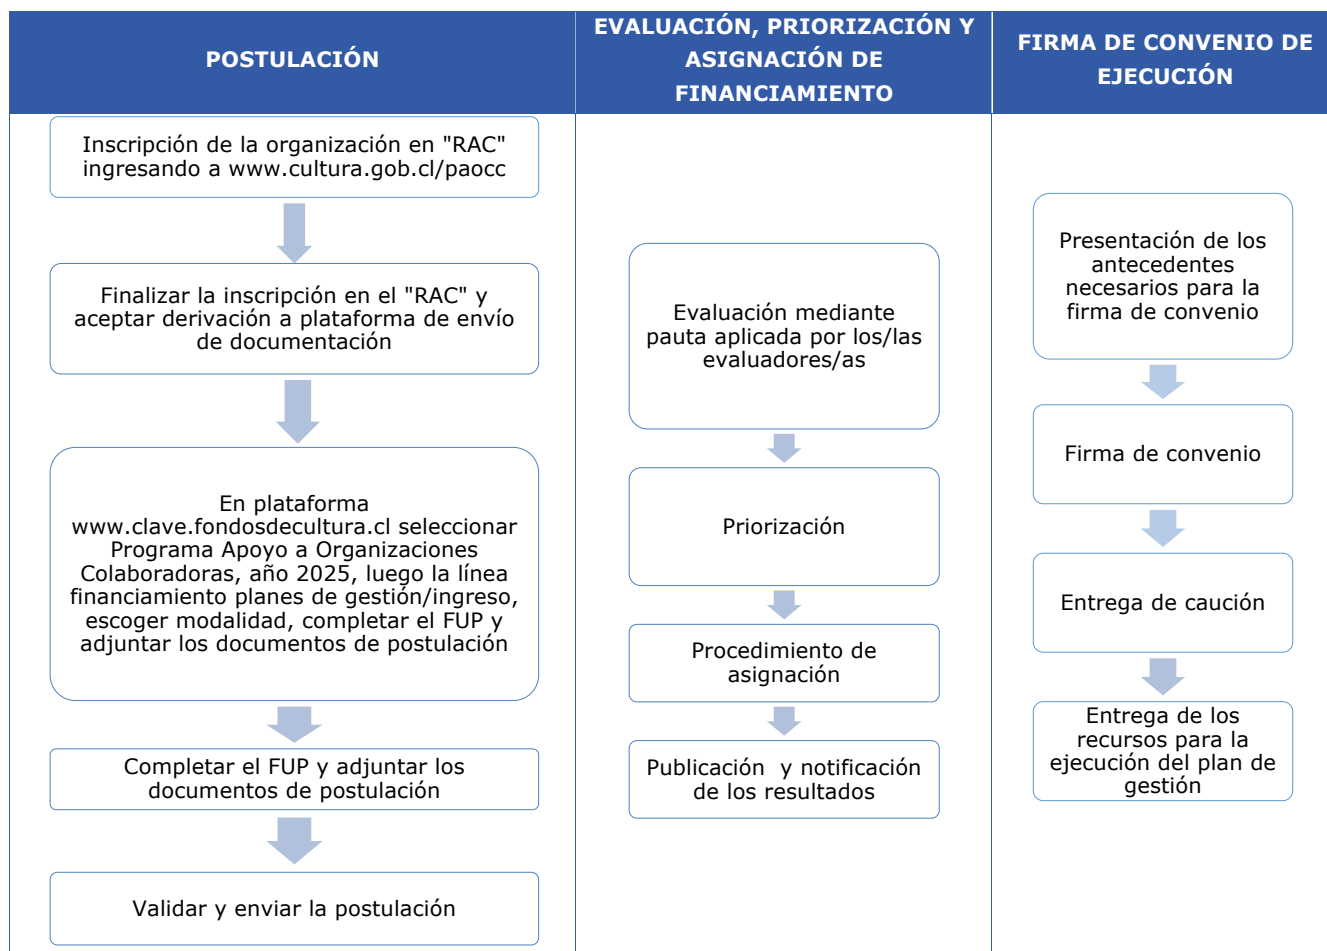 POSTULACIÓN
Inscripción de la organización en "RAC"
ingresando a www.cultura.gob.cl/paocc
Finalizar la inscripción en el "RAC" y
aceptar derivación a plataforma de envío
de documentación
En plataforma
www.clave.fondosdecultura.cl seleccionar
Programa Apoyo a Organizaciones
Colaboradoras, año 2025, luego la línea
financiamiento planes de gestión/ingreso,
escoger modalidad, completar el FUP y
adjuntar los documentos de postulación
Completar el FUP y adjuntar los
documentos de postulación
Validar y enviar la postulación
EVALUACIÓN, PRIORIZACIÓN Y
ASIGNACIÓN DE
FINANCIAMIENTO
Evaluación mediante
pauta aplicada por los/las
evaluadores/as
Priorización
Procedimiento de
asignación
Publicación y notificación
de los resultados
FIRMA DE CONVENIO DE
EJECUCIÓN
Presentación de los
antecedentes
necesarios para la
firma de convenio
Firma de convenio
Entrega de caución
Entrega de los
recursos para la
ejecución del plan de
gestión